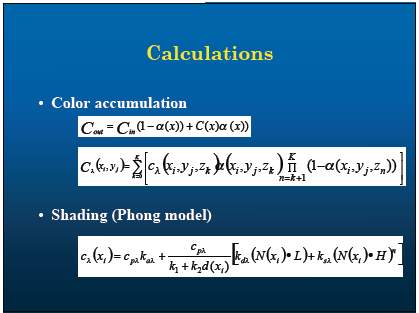 Calculations
• Color accumulation
C_out = C_in(1−α(x)) + C(x)α(x))
C_λ(x_i,y_j) = Σ_{k=0}^{K} [c_λ(x_i,y_j,z_k)α(x_i,y_j,z_k) Π_{n=k+1}^{K} (1−α(x_i,y_j,z_n))]
• Shading (Phong model)
c_λ(x_i) = c_{pλ}k_{aλ} + c_{pλ}/(k_1 + k_2d(x_i)) [k_{dλ}(N(x_i)•L) + k_{sλ}(N(x_i)•H)^n]